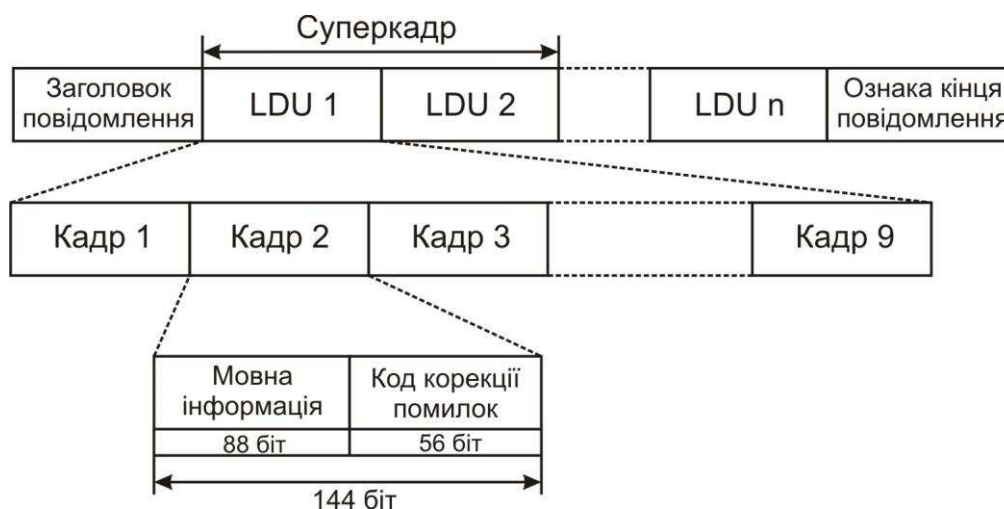 Суперкадр
Заголовок
повідомлення
LDU 1
LDU 2
LDU n
Ознака кінця
повідомлення
Кадр 1
Кадр 2
Кадр 3
Кадр 9
Мовна
інформація
Код корекції
помилок
88 біт
56 біт
144 біт